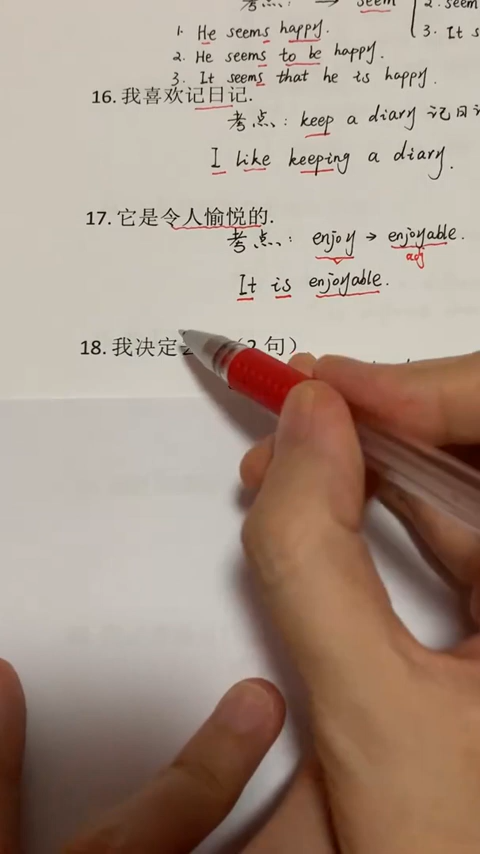 考点: → seem 2. seem
1. He seems happy. 3. It s
2. He seems to be happy.
3. It seems that he is happy.
16. 我喜欢记日记.
考点: keep a diary 记日记
I like keeping a diary.
17. 它是令人愉悦的.
考点: enjoy → enjoyable.
adj
It is enjoyable.
18. 我决定 2句）